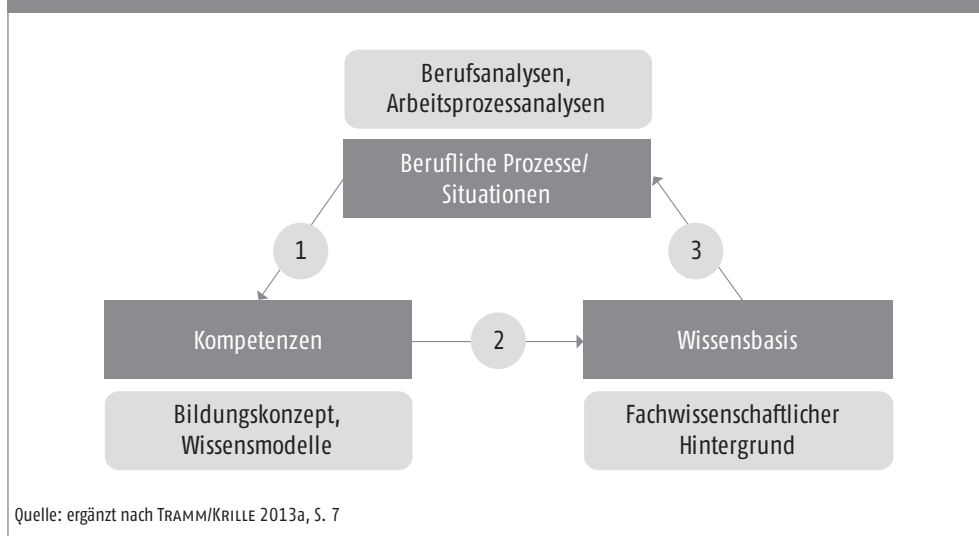 Berufsanalysen,
Arbeitsprozessanalysen
Berufliche Prozesse/
Situationen
1
3
Kompetenzen
2
Wissensbasis
Bildungskonzept,
Wissensmodelle
Fachwissenschaftlicher
Hintergrund
Quelle: ergänzt nach TRAMM/KRILLE 2013a, S. 7